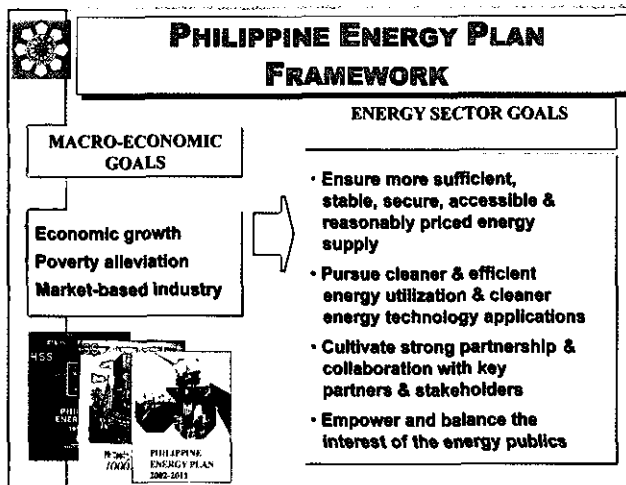 PHILIPPINE ENERGY PLAN
FRAMEWORK
MACRO-ECONOMIC
GOALS
Economic growth
Poverty alleviation
Market-based industry
ENERGY SECTOR GOALS
• Ensure more sufficient,
stable, secure, accessible &
reasonably priced energy
supply
• Pursue cleaner & efficient
energy utilization & cleaner
energy technology applications
• Cultivate strong partnership &
collaboration with key
partners & stakeholders
• Empower and balance the
interest of the energy publics
PHILIPPINE
ENERGY PLAN
2002-2011